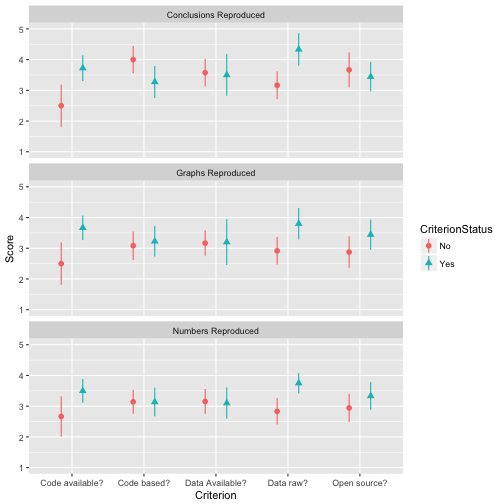 Conclusions Reproduced
5
4
3
2
1
Graphs Reproduced
5
4
3
2
1
Numbers Reproduced
5
4
3
2
1
Score
Code available? Code based? Data Available? Data raw? Open source?
Criterion
CriterionStatus
No
Yes